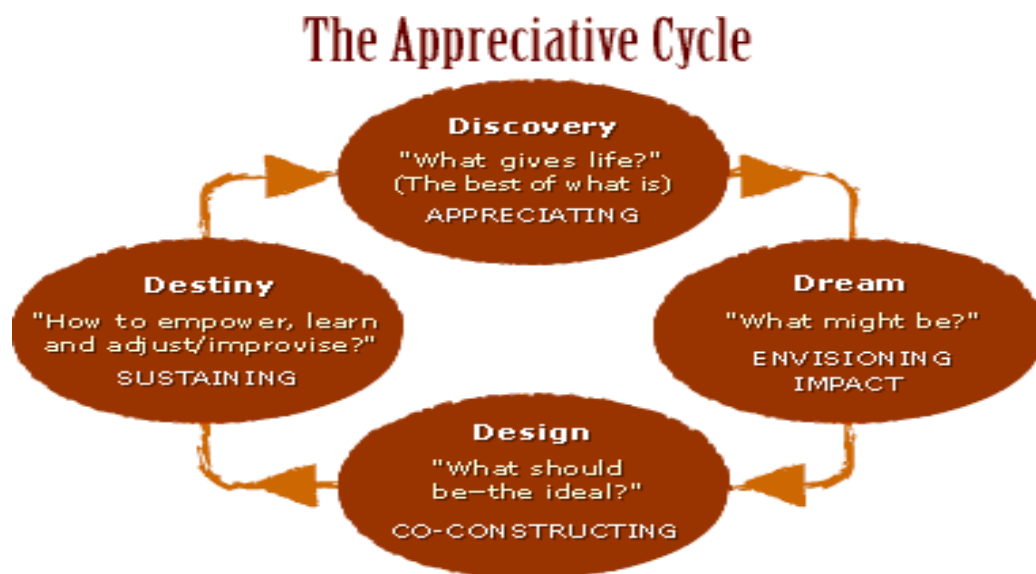 The Appreciative Cycle
Discovery
"What gives life?"
(The best of what is)
APPRECIATING
Dream
"What might be?"
ENVISIONING
IMPACT
Design
"What should
be—the ideal?"
CO-CONSTRUCTING
Destiny
"How to empower, learn
and adjust/improvise?"
SUSTAINING